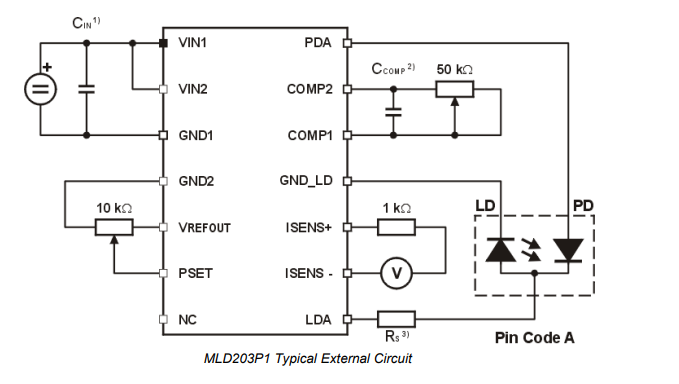 CIN 1)
+
VIN1
PDA
CCOMP 2)
50 kΩ
VIN2
COMP2
GND1
COMP1
GND2
GND_LD
10 kΩ
1 kΩ
LD
PD
VREFOUT
ISENS+
PSET
ISENS -
V
NC
LDA
RS 3)
Pin Code A
MLD203P1 Typical External Circuit